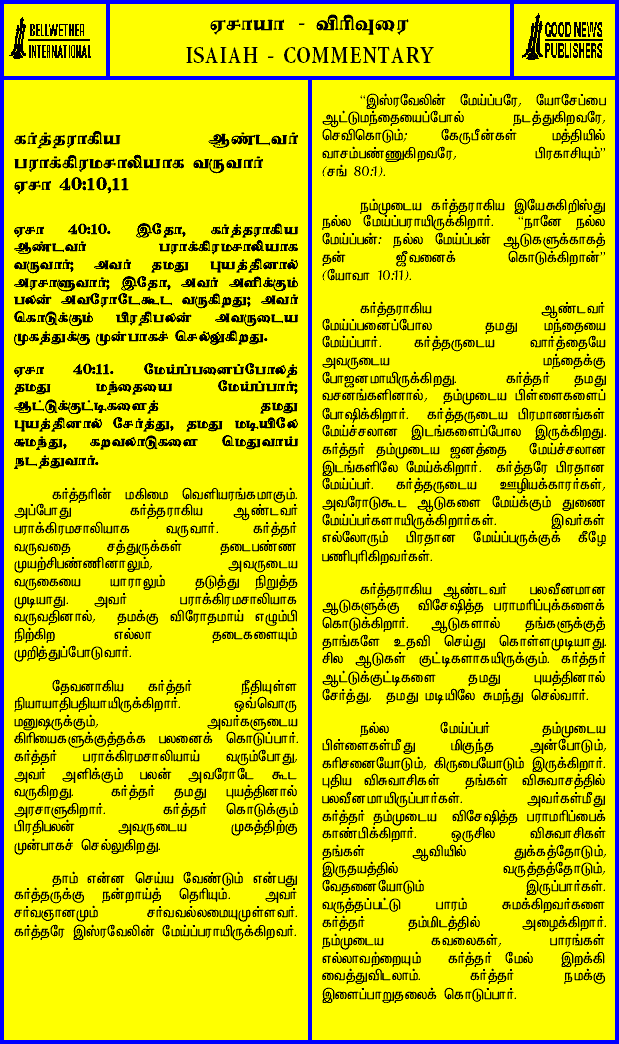 BELLWETHER
INTERNATIONAL
ஏசாயா - விரிவுரை
ISAIAH - COMMENTARY
GOOD NEWS
PUBLISHERS
கர்த்தராகிய ஆண்டவர்
பராக்கிரமசாலியாக வருவார்
ஏசா 40:10,11
ஏசா 40:10. இதோ, கர்த்தராகிய
ஆண்டவர் பராக்கிரமசாலியாக
வருவார்; அவர் தமது புயத்தினால்
அரசாளுவார்; இதோ, அவர் அளிக்கும்
பலன் அவரோடேகூட வருகிறது; அவர்
கொடுக்கும் பிரதிபலன் அவருடைய
முகத்துக்கு முன்பாகச் செல்லுகிறது.
ஏசா 40:11. மேய்ப்பனைப்போலத்
தமது மந்தையை மேய்ப்பார்;
ஆட்டுக்குட்டிகளைத் தமது
புயத்தினால் சேர்த்து, தமது மடியிலே
சுமந்து, கறவலாடுகளை மெதுவாய்
நடத்துவார்.
கர்த்தரின் மகிமை வெளியரங்கமாகும்.
அப்போது கர்த்தராகிய ஆண்டவர்
பராக்கிரமசாலியாக வருவார். கர்த்தர்
வருவதை சத்துருக்கள் தடைபண்ண
முயற்சிபண்ணினாலும், அவருடைய
வருகையை யாராலும் தடுத்து நிறுத்த
முடியாது. அவர் பராக்கிரமசாலியாக
வருவதினால், தமக்கு விரோதமாய் எழும்பி
நிற்கிற எல்லா தடைகளையும்
முறித்துப்போடுவார்.
தேவனாகிய கர்த்தர் நீதியுள்ள
நியாயாதிபதியாயிருக்கிறார். ஒவ்வொரு
மனுஷருக்கும், அவர்களுடைய
கிரியைகளுக்குத்தக்க பலனைக் கொடுப்பார்.
கர்த்தர் பராக்கிரமசாலியாய் வரும்போது,
அவர் அளிக்கும் பலன் அவரோடே கூட
வருகிறது. கர்த்தர் தமது புயத்தினால்
அரசாளுகிறார். கர்த்தர் கொடுக்கும்
பிரதிபலன் அவருடைய முகத்திற்கு
முன்பாகச் செல்லுகிறது.
தாம் என்ன செய்ய வேண்டும் என்பது
கர்த்தருக்கு நன்றாய்த் தெரியும். அவர்
சர்வஞானமும் சர்வவல்லமையுமுள்ளவர்.
கர்த்தரே இஸ்ரவேலின் மேய்ப்பராயிருக்கிறவர்.
“இஸ்ரவேலின் மேய்ப்பரே, யோசேப்பை
ஆட்டுமந்தையைப்போல் நடத்துகிறவரே,
செவிகொடும்; கேருபீன்கள் மத்தியில்
வாசம்பண்ணுகிறவரே, பிரகாசியும்”
(சங் 80:1).
நம்முடைய கர்த்தராகிய இயேசுகிறிஸ்து
நல்ல மேய்ப்பராயிருக்கிறார். “நானே நல்ல
மேய்ப்பன்: நல்ல மேய்ப்பன் ஆடுகளுக்காகத்
தன் ஜீவனைக் கொடுக்கிறான்”
(யோவா 10:11).
கர்த்தராகிய ஆண்டவர்
மேய்ப்பனைப்போல தமது மந்தையை
மேய்ப்பார். கர்த்தருடைய வார்த்தையே
அவருடைய மந்தைக்கு
போஜனமாயிருக்கிறது. கர்த்தர் தமது
வசனங்களினால், தம்முடைய பிள்ளைகளைப்
போஷிக்கிறார். கர்த்தருடைய பிரமாணங்கள்
மேய்ச்சலான இடங்களைப்போல இருக்கிறது.
கர்த்தர் தம்முடைய ஜனத்தை மேய்ச்சலான
இடங்களிலே மேய்க்கிறார். கர்த்தரே பிரதான
மேய்ப்பர். கர்த்தருடைய ஊழியக்காரர்கள்,
அவரோடுகூட ஆடுகளை மேய்க்கும் துணை
மேய்ப்பர்களாயிருக்கிறார்கள். இவர்கள்
எல்லோரும் பிரதான மேய்ப்பருக்குக் கீழே
பணிபுரிகிறவர்கள்.
கர்த்தராகிய ஆண்டவர் பலவீனமான
ஆடுகளுக்கு விசேஷித்த பராமரிப்புக்களைக்
கொடுக்கிறார். ஆடுகளால் தங்களுக்குத்
தாங்களே உதவி செய்து கொள்ளமுடியாது.
சில ஆடுகள் குட்டிகளாகயிருக்கும். கர்த்தர்
ஆட்டுக்குட்டிகளை தமது புயத்தினால்
சேர்த்து, தமது மடியிலே சுமந்து செல்வார்.
நல்ல மேய்ப்பர் தம்முடைய
பிள்ளைகள்மீது மிகுந்த அன்போடும்,
கரிசனையோடும், கிருபையோடும் இருக்கிறார்.
புதிய விசுவாசிகள் தங்கள் விசுவாசத்தில்
பலவீனமாயிருப்பார்கள். அவர்கள்மீது
கர்த்தர் தம்முடைய விசேஷித்த பராமரிப்பைக்
காண்பிக்கிறார். ஒருசில விசுவாசிகள்
தங்கள் ஆவியில் துக்கத்தோடும்,
இருதயத்தில் வருத்தத்தோடும்,
வேதனையோடும் இருப்பார்கள்.
வருத்தப்பட்டு பாரம் சுமக்கிறவர்களை
கர்த்தர் தம்மிடத்தில் அழைக்கிறார்.
நம்முடைய கவலைகள், பாரங்கள்
எல்லாவற்றையும் கர்த்தர் மேல் இறக்கி
வைத்துவிடலாம். கர்த்தர் நமக்கு
இளைப்பாறுதலைக் கொடுப்பார்.